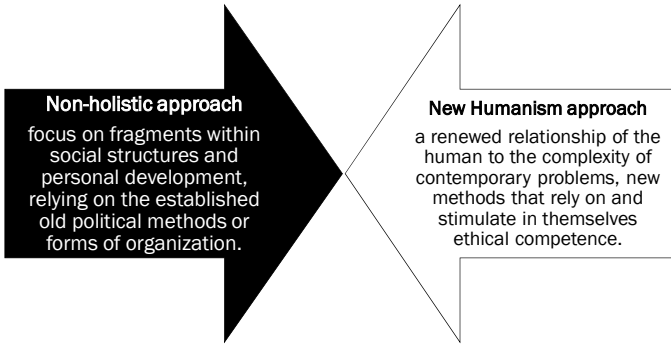 Non-holistic approach
focus on fragments within
social structures and
personal development,
relying on the established
old political methods or
forms of organization.
New Humanism approach
a renewed relationship of the
human to the complexity of
contemporary problems, new
methods that rely on and
stimulate in themselves
ethical competence.